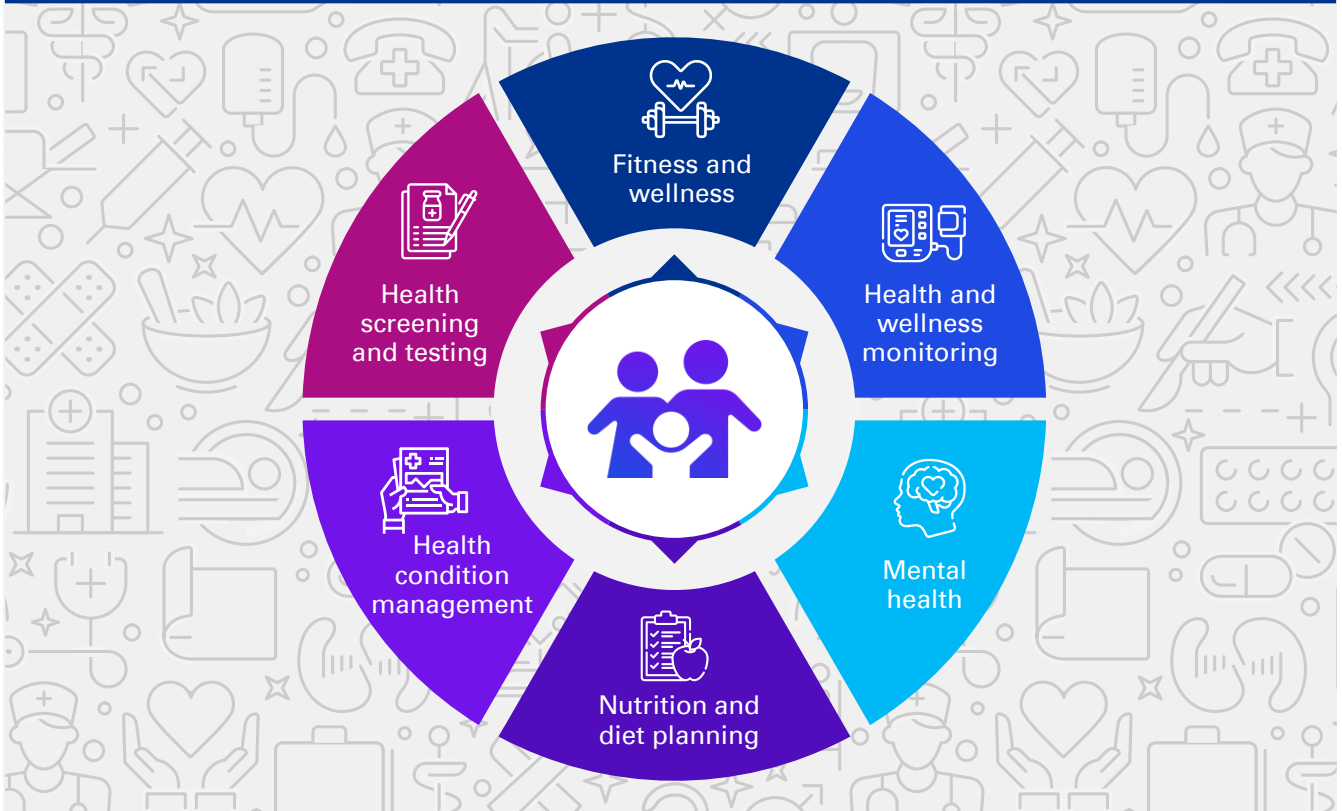 Fitness and
wellness
Health and
wellness
monitoring
Mental
health
Nutrition and
diet planning
Health
condition
management
Health
screening
and testing